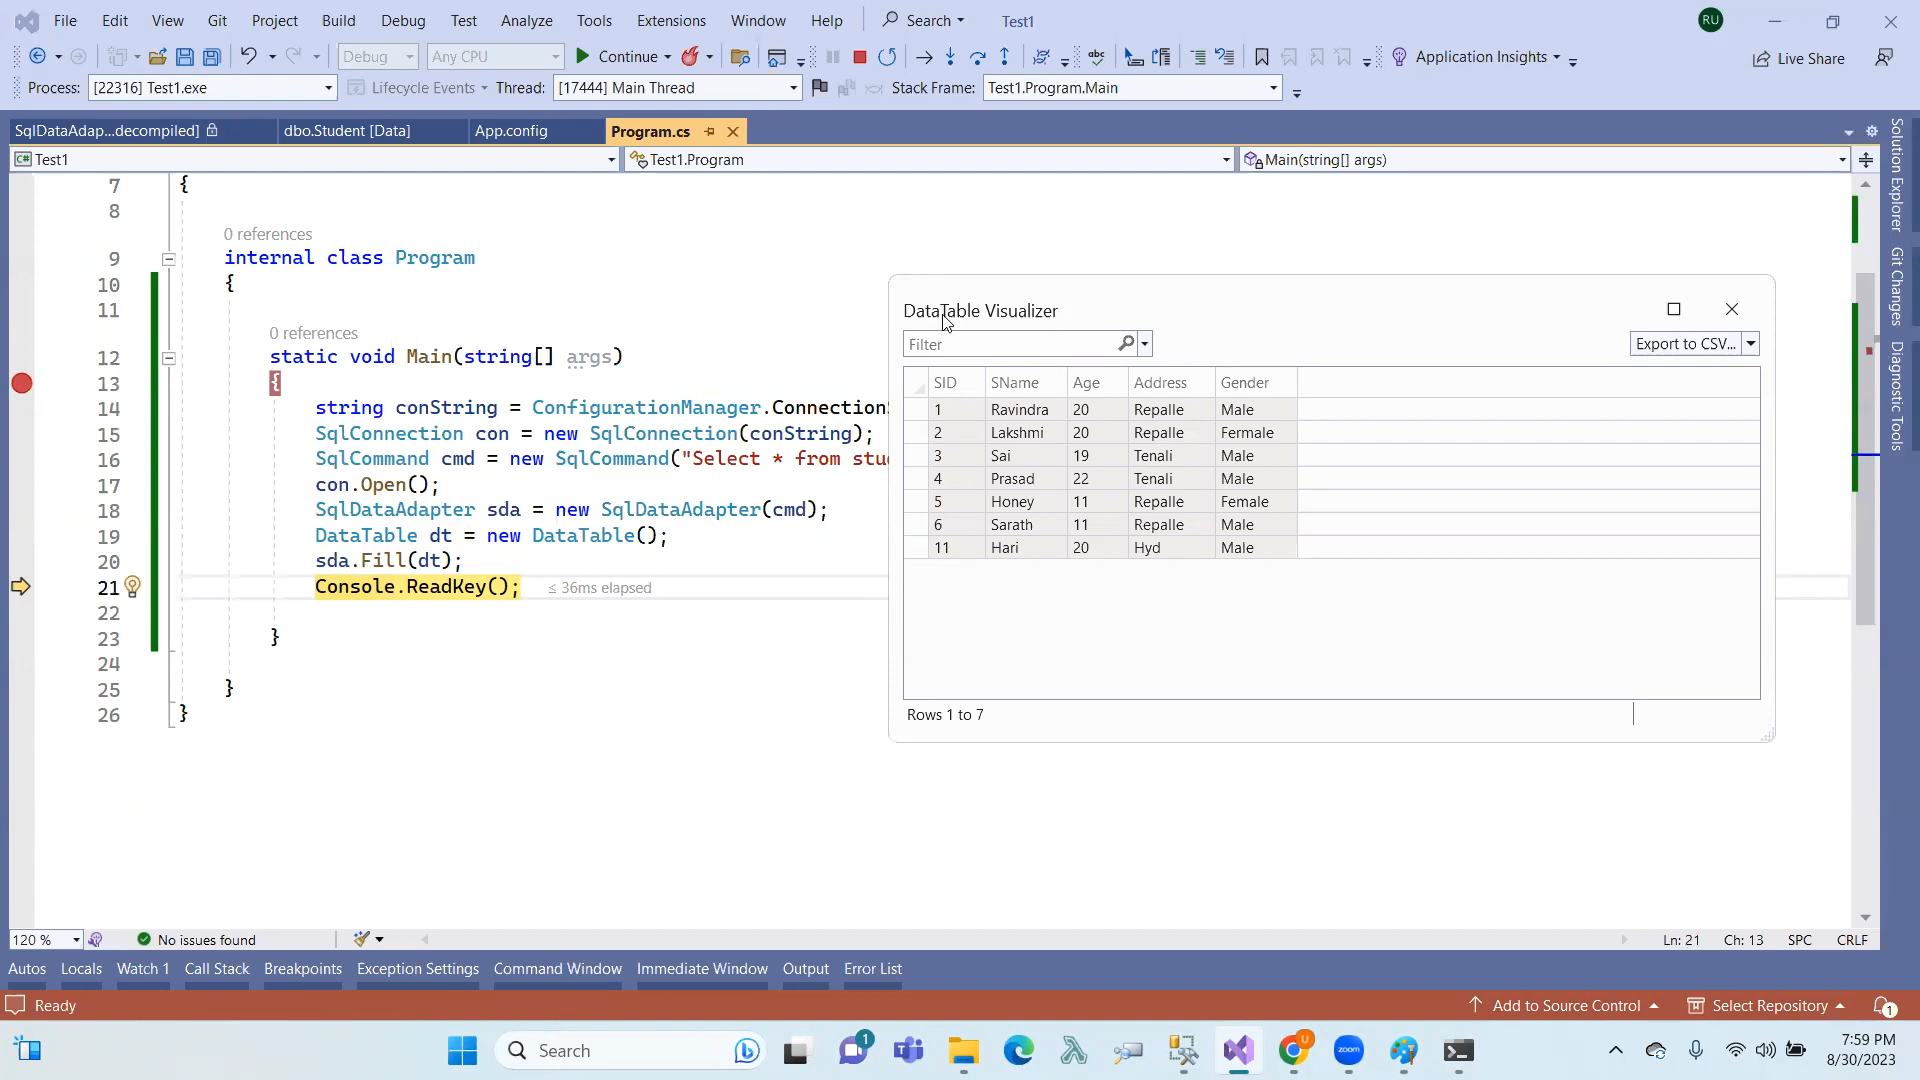 File Edit View Git Project Build Debug Test Analyze Tools Extensions Window Help Search Test1 RU
Debug Any CPU Continue Application Insights Live Share
Process: [22316] Test1.exe Lifecycle Events Thread: [17444] Main Thread Stack Frame: Test1.Program.Main
SqlDataAdap...decompiled] dbo.Student [Data] App.config Program.cs
Test1 Test1.Program Main(string[] args)
7 {
8
0 references
9 internal class Program
10 {
11
0 references
12 static void Main(string[] args)
13 {
14 string conString = ConfigurationManager.Connection
15 SqlConnection con = new SqlConnection(conString);
16 SqlCommand cmd = new SqlCommand("Select * from stu
17 con.Open();
18 SqlDataAdapter sda = new SqlDataAdapter(cmd);
19 DataTable dt = new DataTable();
20 sda.Fill(dt);
21 Console.ReadKey(); ≤ 36ms elapsed
22
23 }
24
25 }
26 }
DataTable Visualizer
Filter Export to CSV...
SID SName Age Address Gender
1 Ravindra 20 Repalle Male
2 Lakshmi 20 Repalle Fermale
3 Sai 19 Tenali Male
4 Prasad 22 Tenali Male
5 Honey 11 Repalle Female
6 Sarath 11 Repalle Male
11 Hari 20 Hyd Male
Rows 1 to 7
Solution Explorer
Git Changes
Diagnostic Tools
120 % No issues found Ln: 21 Ch: 13 SPC CRLF
Autos Locals Watch 1 Call Stack Breakpoints Exception Settings Command Window Immediate Window Output Error List
Ready Add to Source Control Select Repository 1
Search 1 zoom 7:59 PM
8/30/2023